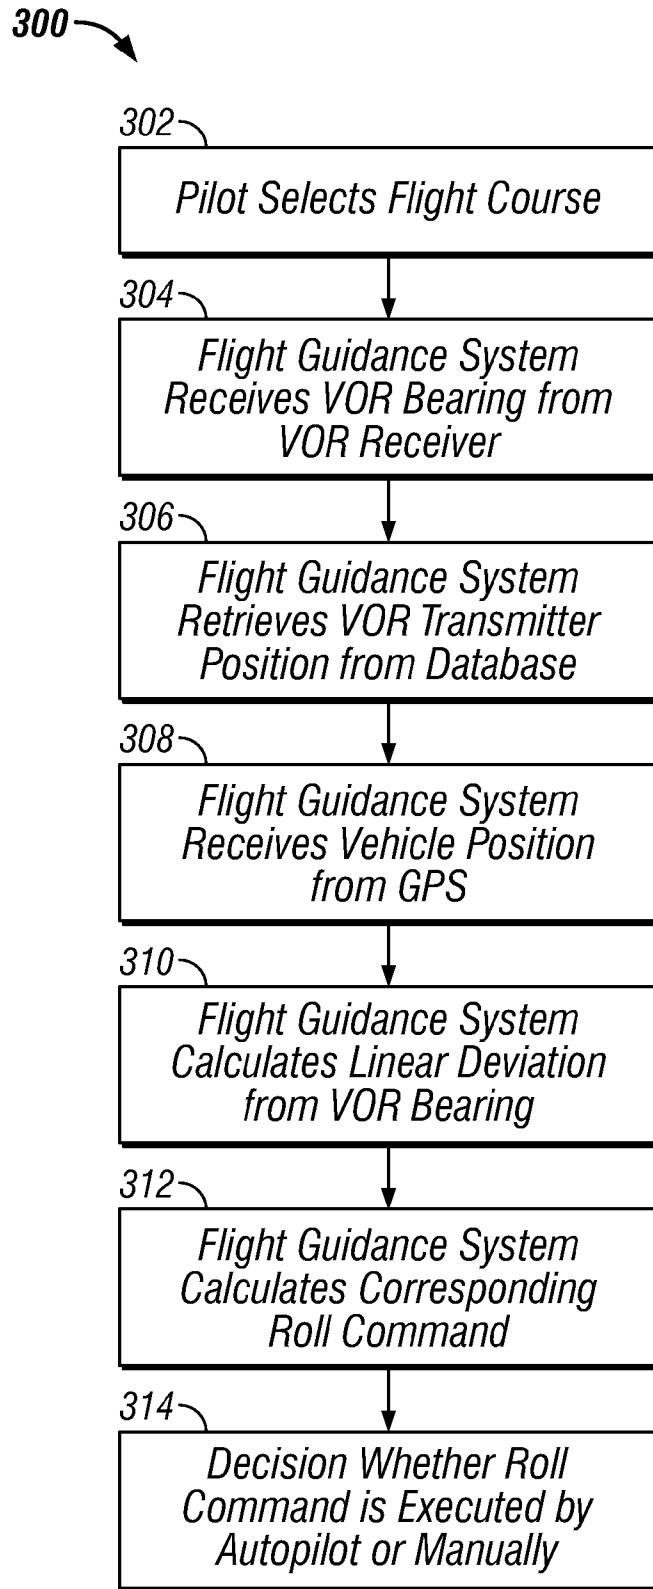 300
302
Pilot Selects Flight Course
304
Flight Guidance System
Receives VOR Bearing from
VOR Receiver
306
Flight Guidance System
Retrieves VOR Transmitter
Position from Database
308
Flight Guidance System
Receives Vehicle Position
from GPS
310
Flight Guidance System
Calculates Linear Deviation
from VOR Bearing
312
Flight Guidance System
Calculates Corresponding
Roll Command
314
Decision Whether Roll
Command is Executed by
Autopilot or Manually